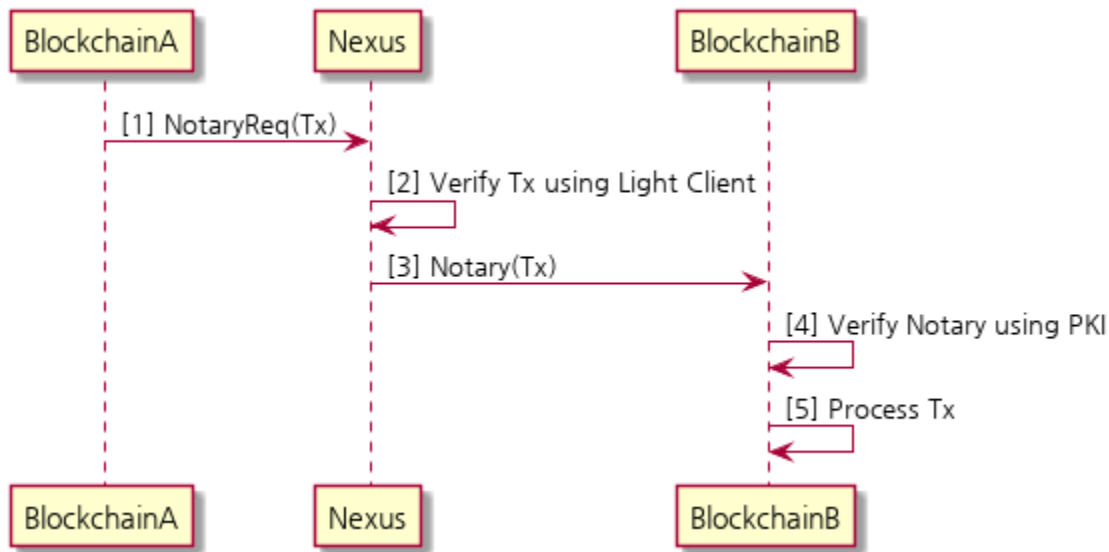 BlockchainA
Nexus
BlockchainB
[1] NotaryReq(Tx)
[2] Verify Tx using Light Client
[3] Notary(Tx)
[4] Verify Notary using PKI
[5] Process Tx
BlockchainA
Nexus
BlockchainB